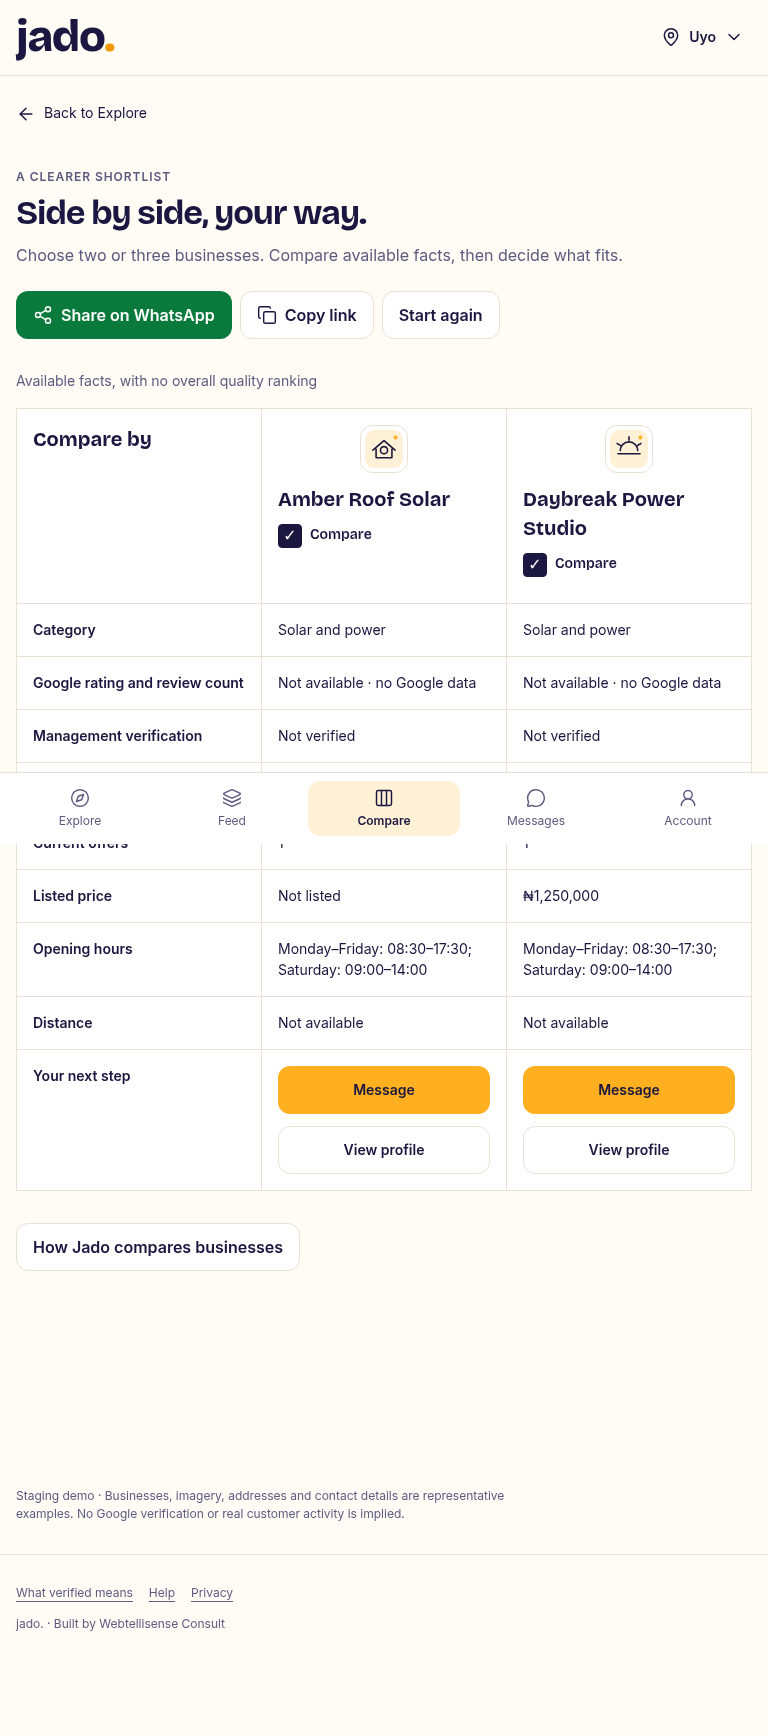 jado.
Uyo
Back to Explore
A CLEARER SHORTLIST
Side by side, your way.
Choose two or three businesses. Compare available facts, then decide what fits.
Share on WhatsApp
Copy link
Start again
Available facts, with no overall quality ranking
Compare by
Amber Roof Solar
Compare
Daybreak Power
Studio
Compare
Category
Solar and power
Solar and power
Google rating and review count
Not available · no Google data
Not available · no Google data
Management verification
Not verified
Not verified
Explore
Feed
Compare
Messages
Account
Current offers
Listed price
Not listed
₦1,250,000
Opening hours
Monday–Friday: 08:30–17:30;
Saturday: 09:00–14:00
Monday–Friday: 08:30–17:30;
Saturday: 09:00–14:00
Distance
Not available
Not available
Your next step
Message
View profile
Message
View profile
How Jado compares businesses
Staging demo · Businesses, imagery, addresses and contact details are representative
examples. No Google verification or real customer activity is implied.
What verified means
Help
Privacy
jado. · Built by Webtellisense Consult